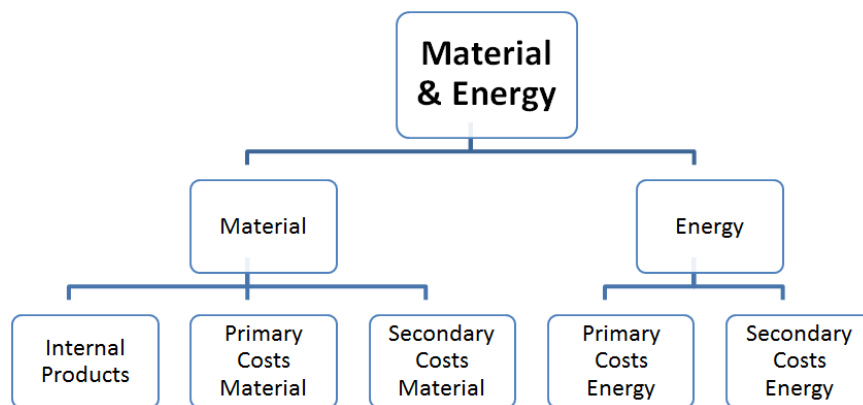 Material
& Energy
Material
Energy
Internal
Products
Primary
Costs
Material
Secondary
Costs
Material
Primary
Costs
Energy
Secondary
Costs
Energy